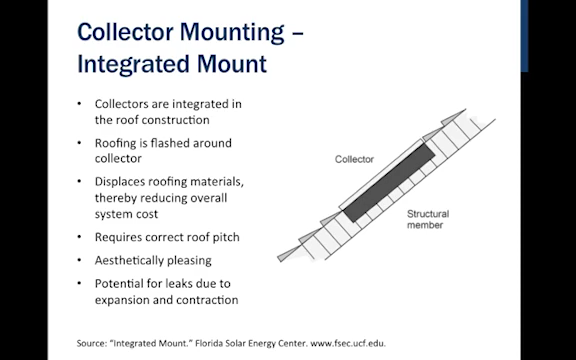 Collector Mounting –
Integrated Mount
• Collectors are integrated in
the roof construction
• Roofing is flashed around
collector
• Displaces roofing materials,
thereby reducing overall
system cost
• Requires correct roof pitch
• Aesthetically pleasing
• Potential for leaks due to
expansion and contraction
Collector
Structural
member
Source: "Integrated Mount." Florida Solar Energy Center. www.fsec.ucf.edu.